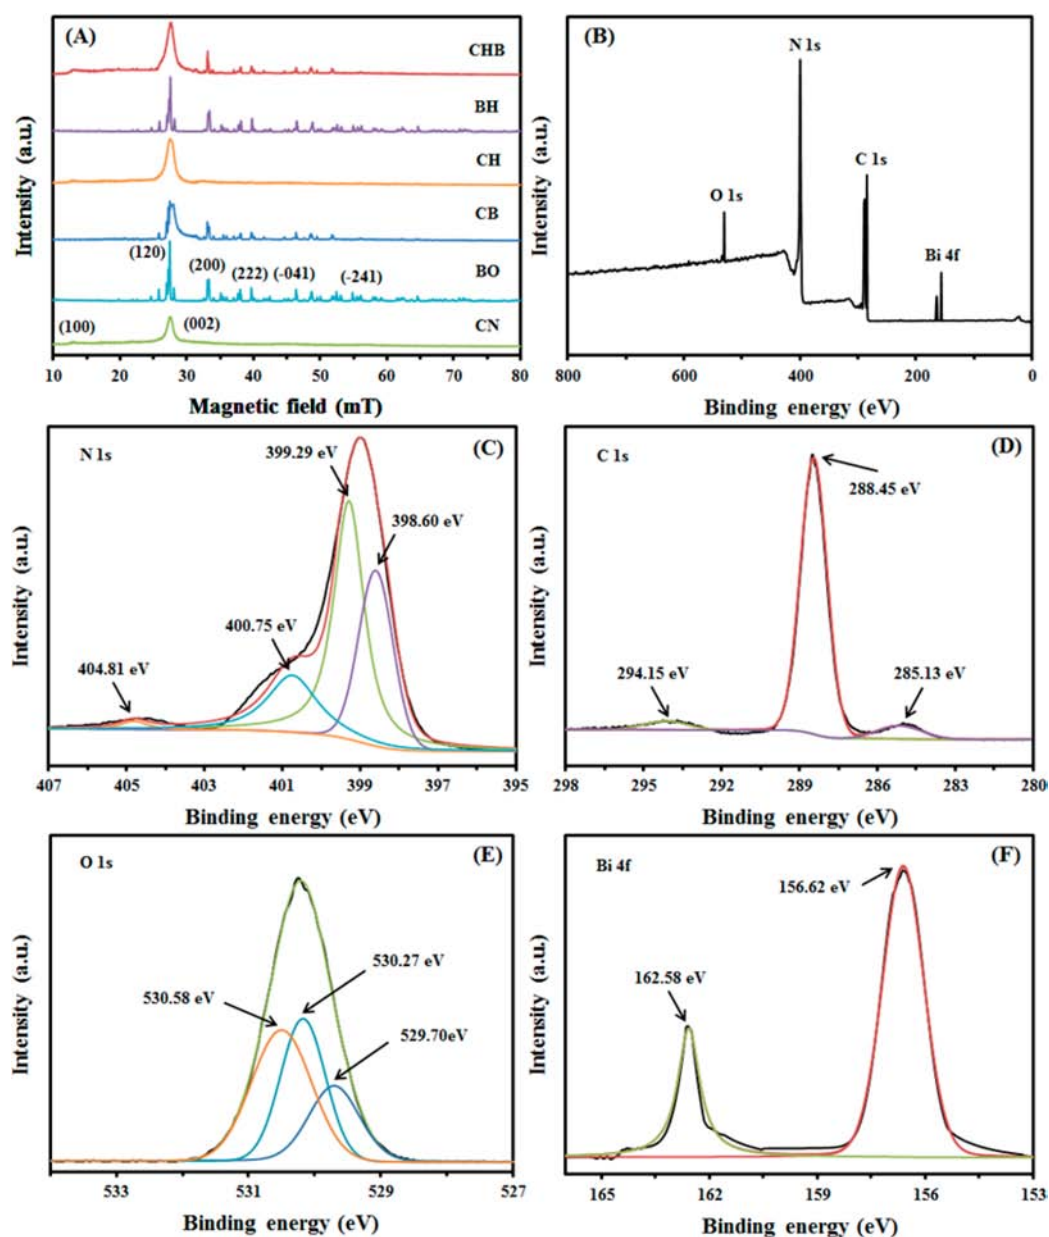 (A)
CHB
BH
CH
CB
(120)
(200)
(222)
(-041)
(-241)
BO
(100)
(002)
CN
Intensity (a.u.)
10 20 30 40 50 60 70 80
Magnetic field (mT)
(B)
N 1s
C 1s
O 1s
Bi 4f
Intensity (a.u.)
800 600 400 200 0
Binding energy (eV)
N 1s
(C)
399.29 eV
398.60 eV
400.75 eV
404.81 eV
Intensity (a.u.)
407 405 403 401 399 397 395
Binding energy (eV)
C 1s
(D)
288.45 eV
294.15 eV
285.13 eV
Intensity (a.u.)
298 295 292 289 286 283 280
Binding energy (eV)
O 1s
(E)
530.27 eV
530.58 eV
529.70eV
Intensity (a.u.)
533 531 529 527
Binding energy (eV)
Bi 4f
(F)
156.62 eV
162.58 eV
Intensity (a.u.)
165 162 159 156 153
Binding energy (eV)